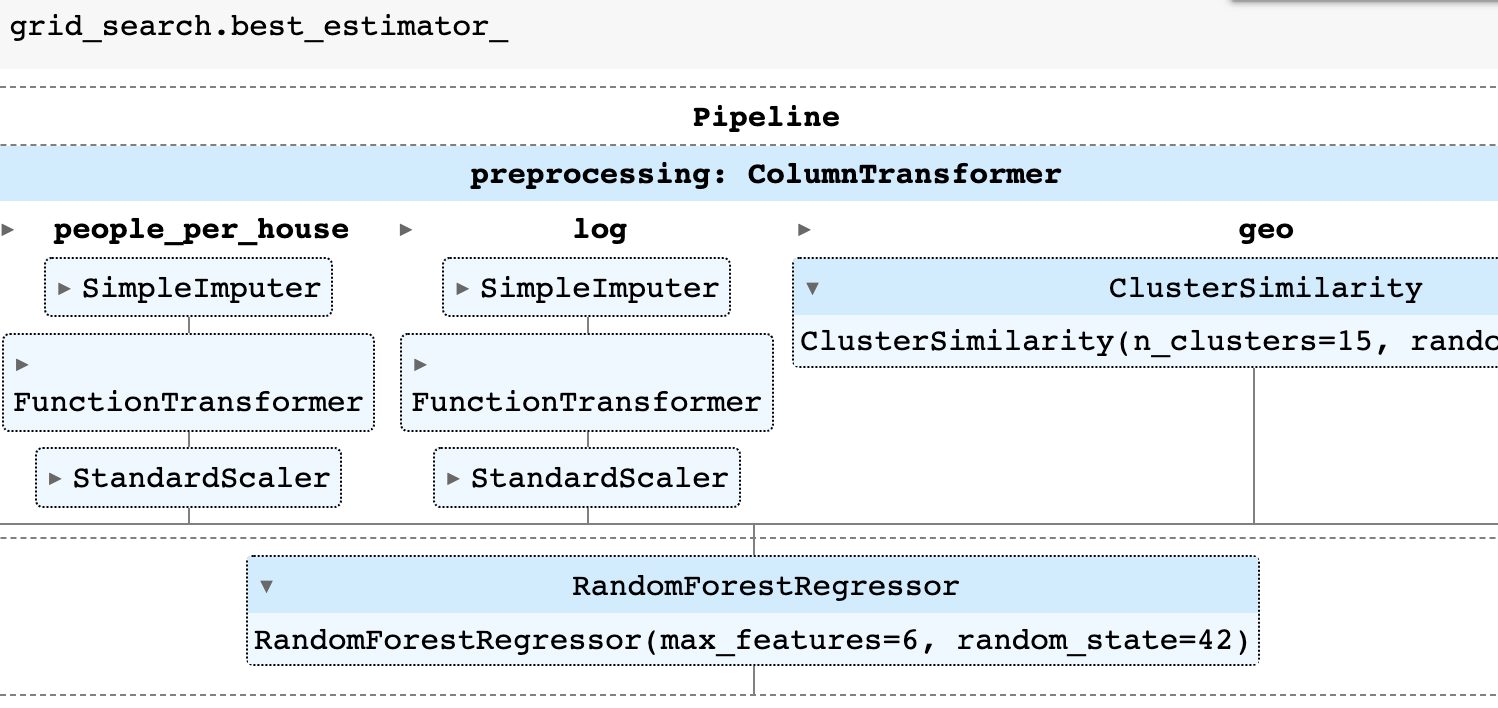 grid_search.best_estimator_
Pipeline
preprocessing: ColumnTransformer
people_per_house
log
geo
SimpleImputer
SimpleImputer
ClusterSimilarity
ClusterSimilarity(n_clusters=15, rando
FunctionTransformer
FunctionTransformer
StandardScaler
StandardScaler
RandomForestRegressor
RandomForestRegressor(max_features=6, random_state=42)